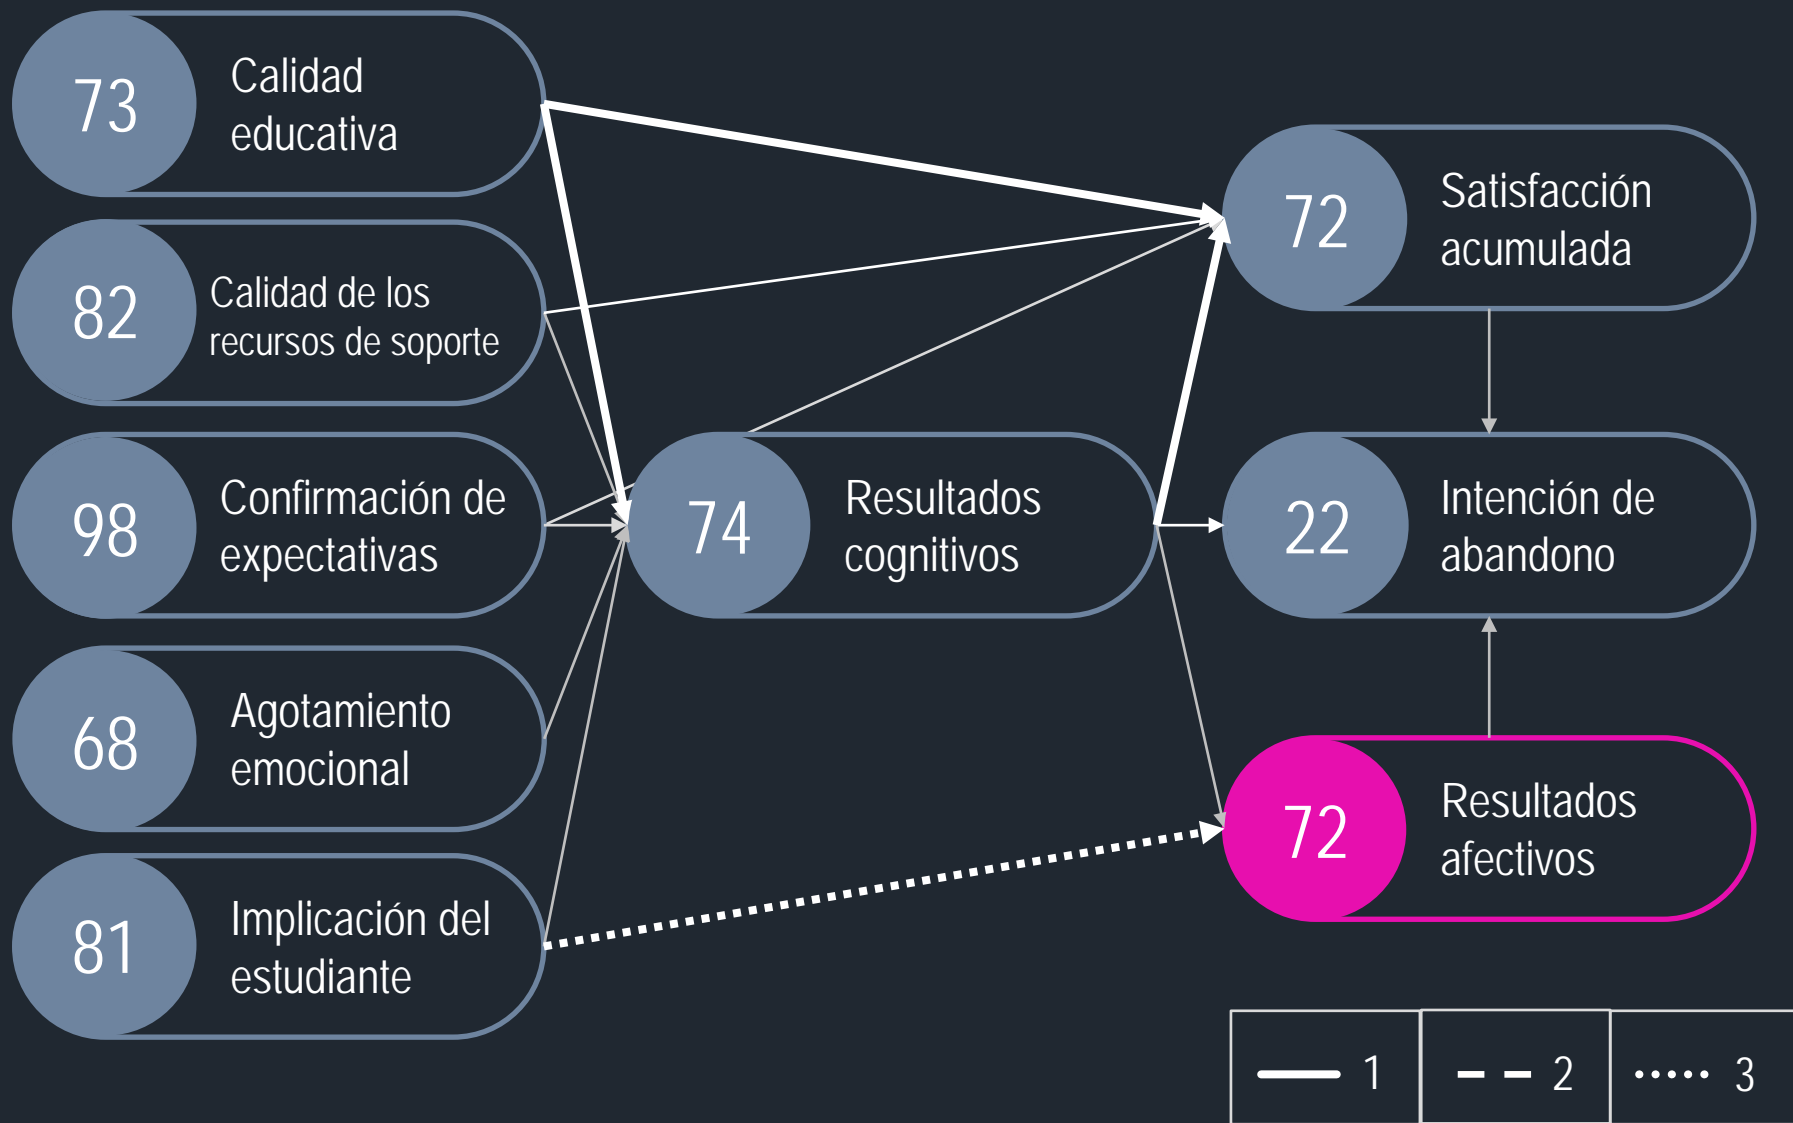 73
Calidad
educativa
82
Calidad de los
recursos de soporte
98
Confirmación de
expectativas
68
Agotamiento
emocional
81
Implicación del
estudiante
74
Resultados
cognitivos
72
Satisfacción
acumulada
22
Intención de
abandono
72
Resultados
afectivos
1
2
3